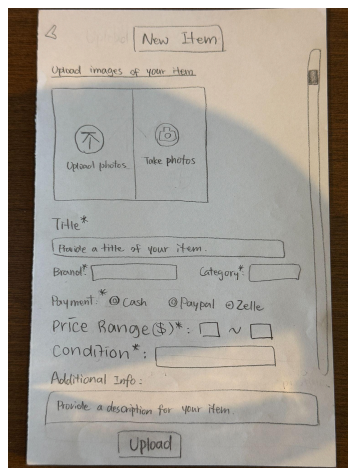 New Item
Upload images of your item
Upload photos
Take photos
Title*
Provide a title of your item.
Brand*: Category*:
Payment:* Cash Paypal Zelle
Price Range($)*: ~
Condition*:
Additional Info:
Provide a description for your item
Upload